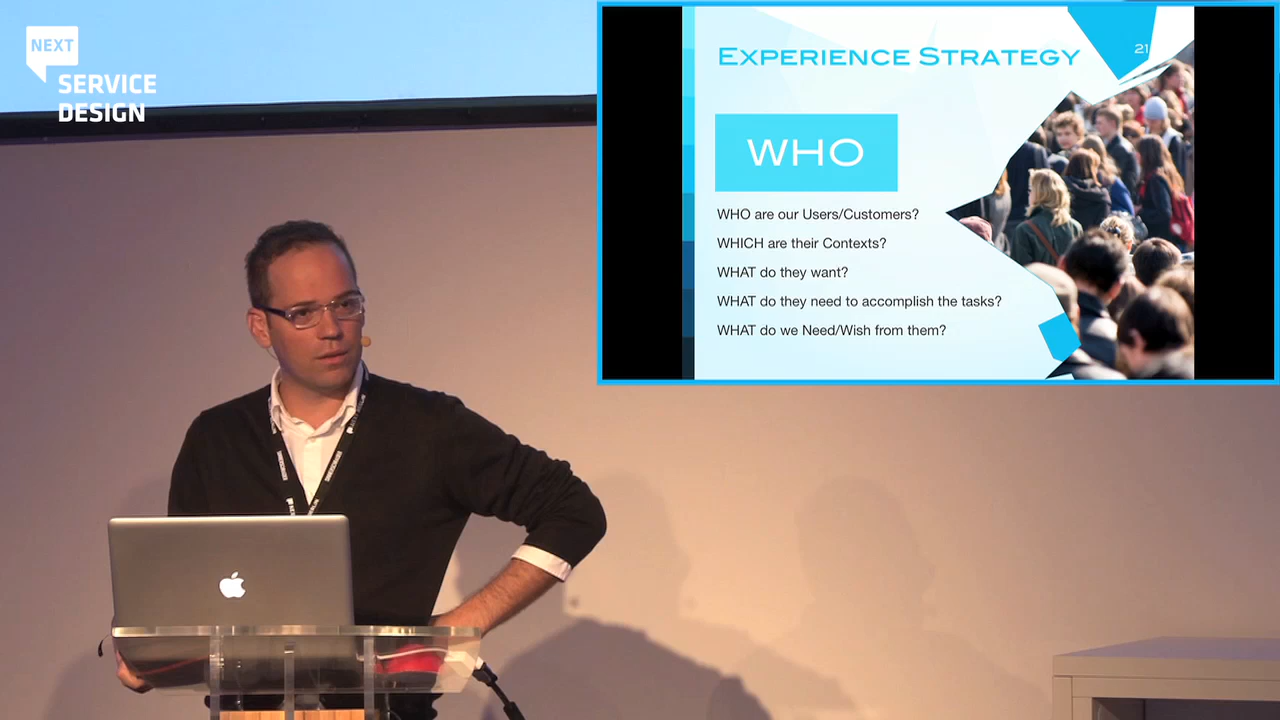 NEXT
SERVICE
DESIGN
EXPERIENCE STRATEGY
21
WHO
WHO are our Users/Customers?
WHICH are their Contexts?
WHAT do they want?
WHAT do they need to accomplish the tasks?
WHAT do we Need/Wish from them?